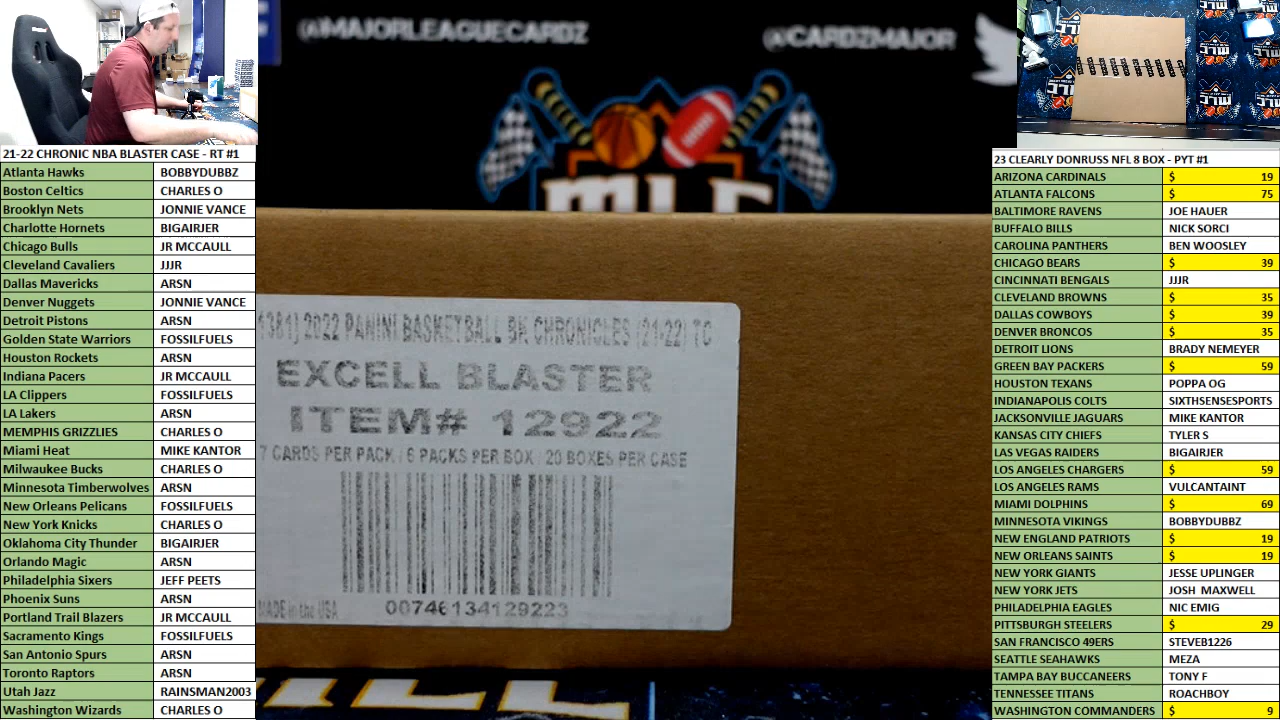 21-22 CHRONIC NBA BLASTER CASE - RT #1
Atlanta Hawks BOBBYDUBBZ
Boston Celtics CHARLES O
Brooklyn Nets JONNIE VANCE
Charlotte Hornets BIGAIRJER
Chicago Bulls JR MCCAULL
Cleveland Cavaliers JJJR
Dallas Mavericks ARSN
Denver Nuggets JONNIE VANCE
Detroit Pistons ARSN
Golden State Warriors FOSSILFUELS
Houston Rockets ARSN
Indiana Pacers JR MCCAULL
LA Clippers FOSSILFUELS
LA Lakers ARSN
MEMPHIS GRIZZLIES CHARLES O
Miami Heat MIKE KANTOR
Milwaukee Bucks CHARLES O
Minnesota Timberwolves ARSN
New Orleans Pelicans FOSSILFUELS
New York Knicks CHARLES O
Oklahoma City Thunder BIGAIRJER
Orlando Magic ARSN
Philadelphia Sixers JEFF PEETS
Phoenix Suns ARSN
Portland Trail Blazers JR MCCAULL
Sacramento Kings FOSSILFUELS
San Antonio Spurs ARSN
Toronto Raptors ARSN
Utah Jazz RAINSMAN2003
Washington Wizards CHARLES O
@MAJORLEAGUECARDZ
@CARDZMAJOR
MLC
1381) 2022 PANINI BASKETBALL BK CHRONICLES (21-22) TC
EXCELL BLASTER
ITEM# 12922
7 CARDS PER PACK / 6 PACKS PER BOX / 20 BOXES PER CASE
MADE in the USA
00746134129223
23 CLEARLY DONRUSS NFL 8 BOX - PYT #1
ARIZONA CARDINALS $ 19
ATLANTA FALCONS $ 75
BALTIMORE RAVENS JOE HAUER
BUFFALO BILLS NICK SORCI
CAROLINA PANTHERS BEN WOOSLEY
CHICAGO BEARS $ 39
CINCINNATI BENGALS JJJR
CLEVELAND BROWNS $ 35
DALLAS COWBOYS $ 39
DENVER BRONCOS $ 35
DETROIT LIONS BRADY NEMEYER
GREEN BAY PACKERS $ 59
HOUSTON TEXANS POPPA OG
INDIANAPOLIS COLTS SIXTHSENSESPORTS
JACKSONVILLE JAGUARS MIKE KANTOR
KANSAS CITY CHIEFS TYLER S
LAS VEGAS RAIDERS BIGAIRJER
LOS ANGELES CHARGERS $ 59
LOS ANGELES RAMS VULCANTAINT
MIAMI DOLPHINS $ 69
MINNESOTA VIKINGS BOBBYDUBBZ
NEW ENGLAND PATRIOTS $ 19
NEW ORLEANS SAINTS $ 19
NEW YORK GIANTS JESSE UPLINGER
NEW YORK JETS JOSH MAXWELL
PHILADELPHIA EAGLES NIC EMIG
PITTSBURGH STEELERS $ 29
SAN FRANCISCO 49ERS STEVEB1226
SEATTLE SEAHAWKS MEZA
TAMPA BAY BUCCANEERS TONY F
TENNESSEE TITANS ROACHBOY
WASHINGTON COMMANDERS $ 9